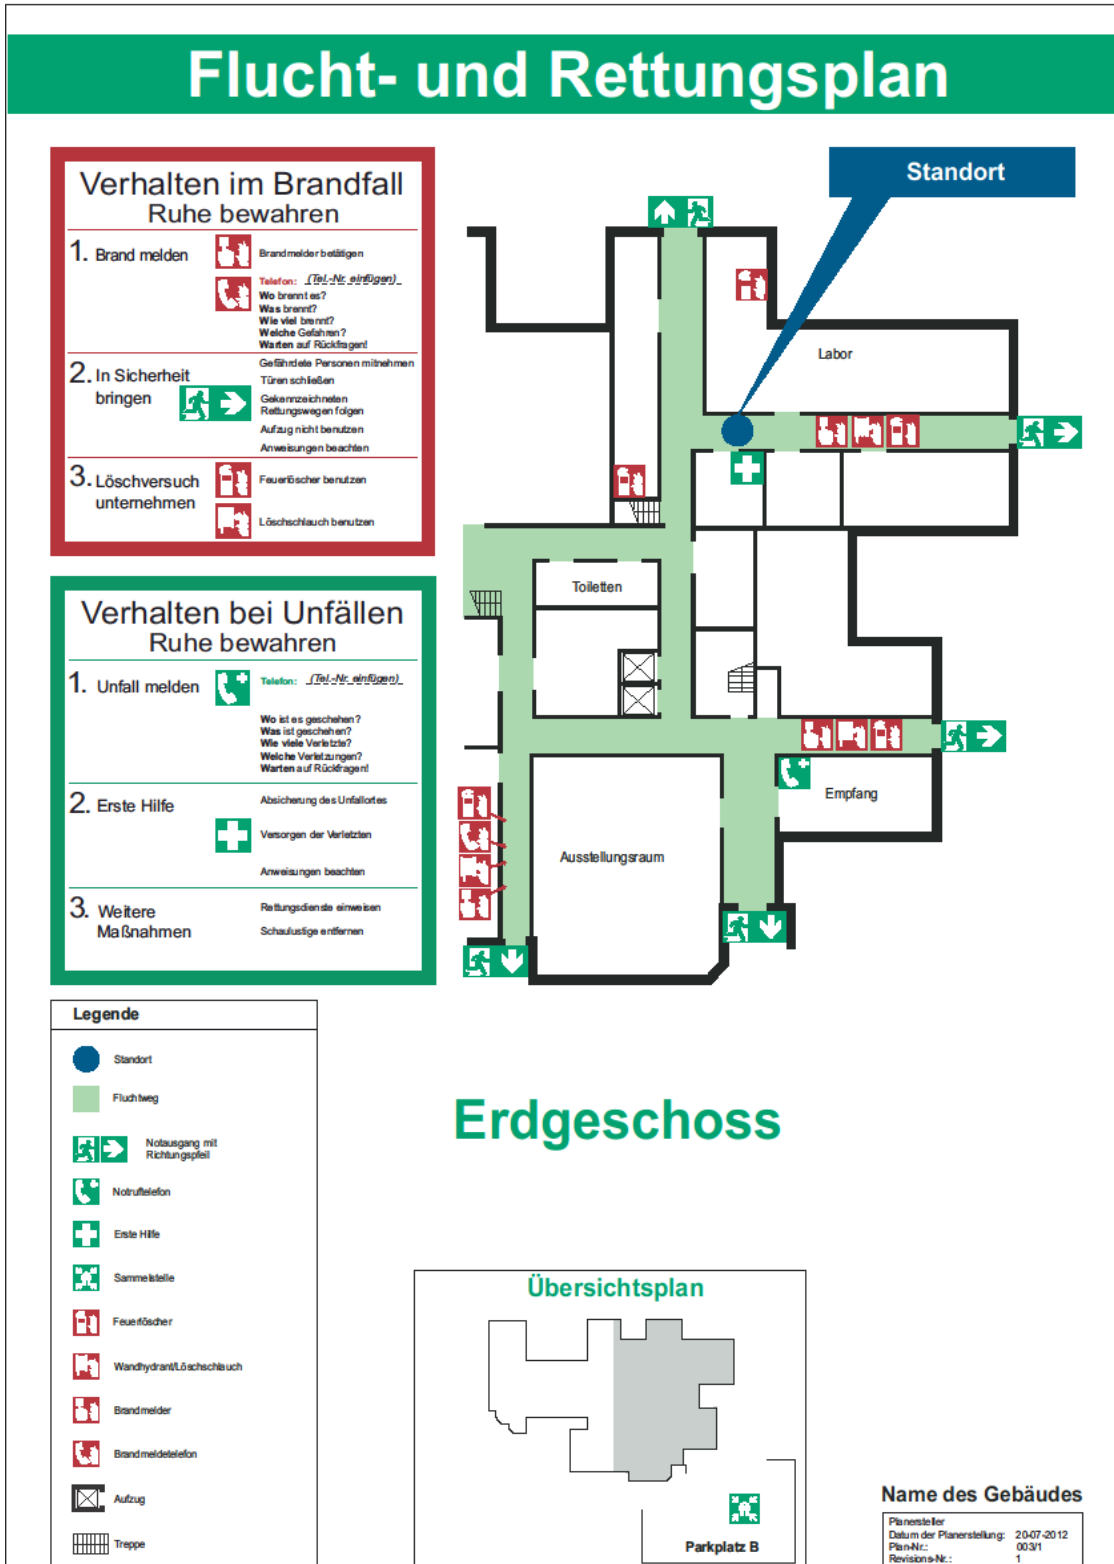 Flucht- und Rettungsplan
Verhalten im Brandfall
Ruhe bewahren
1. Brand melden
Brandmelder betätigen
Telefon: (Tel.-Nr. einfügen)
Wo brennt es?
Was brennt?
Wie viel brennt?
Welche Gefahren?
Warten auf Rückfragen!
2. In Sicherheit
bringen
Gefährdete Personen mitnehmen
Türen schließen
Gekennzeichneten
Rettungswegen folgen
Aufzug nicht benutzen
Anweisungen beachten
3. Löschversuch
unternehmen
Feuerlöscher benutzen
Löschschlauch benutzen
Verhalten bei Unfällen
Ruhe bewahren
1. Unfall melden
Telefon: (Tel.-Nr. einfügen)
Wo ist es geschehen?
Was ist geschehen?
Wie viele Verletzte?
Welche Verletzungen?
Warten auf Rückfragen!
2. Erste Hilfe
Absicherung des Unfallortes
Versorgen der Verletzten
Anweisungen beachten
3. Weitere
Maßnahmen
Rettungsdienste einweisen
Schaulustige entfernen
Standort
Labor
Toiletten
Empfang
Ausstellungsraum
Legende
Standort
Fluchtweg
Notausgang mit
Richtungspfeil
Notruftelefon
Erste Hilfe
Sammelstelle
Feuerlöscher
Wandhydrant/Löschschlauch
Brandmelder
Brandmeldetelefon
Aufzug
Treppe
Erdgeschoss
Übersichtsplan
Parkplatz B
Name des Gebäudes
Planersteller
Datum der Planerstellung: 20-07-2012
Plan-Nr.: 003/1
Revisions-Nr.: 1